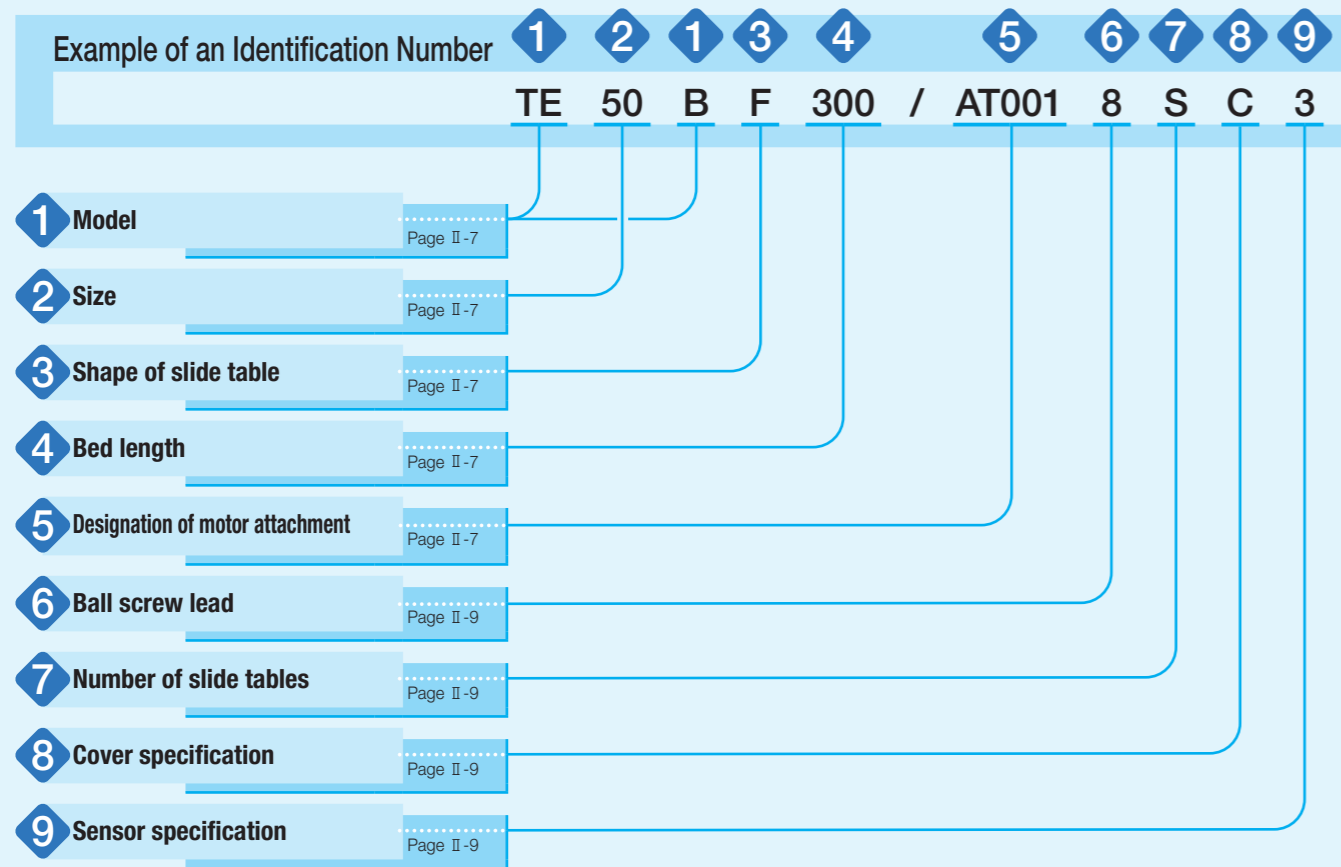 Example of an Identification Number 1 2 1 3 4 5 6 7 8 9
TE 50 B F 300 / AT001 8 S C 3
1 Model
Page Ⅱ-7
2 Size
Page Ⅱ-7
3 Shape of slide table
Page Ⅱ-7
4 Bed length
Page Ⅱ-7
5 Designation of motor attachment
Page Ⅱ-7
6 Ball screw lead
Page Ⅱ-9
7 Number of slide tables
Page Ⅱ-9
8 Cover specification
Page Ⅱ-9
9 Sensor specification
Page Ⅱ-9